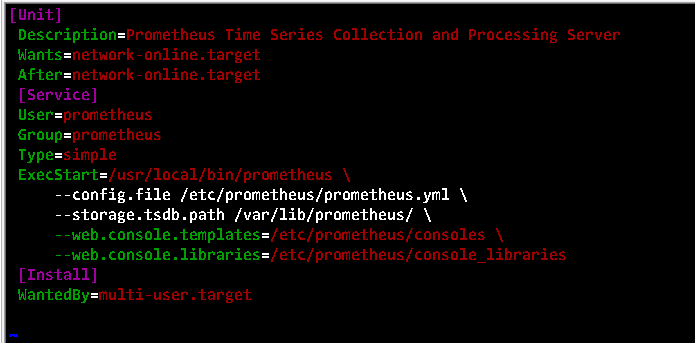 [Unit]
Description=Prometheus Time Series Collection and Processing Server
Wants=network-online.target
After=network-online.target
[Service]
User=prometheus
Group=prometheus
Type=simple
ExecStart=/usr/local/bin/prometheus \
--config.file /etc/prometheus/prometheus.yml \
--storage.tsdb.path /var/lib/prometheus/ \
--web.console.templates=/etc/prometheus/consoles \
--web.console.libraries=/etc/prometheus/console_libraries
[Install]
WantedBy=multi-user.target
~